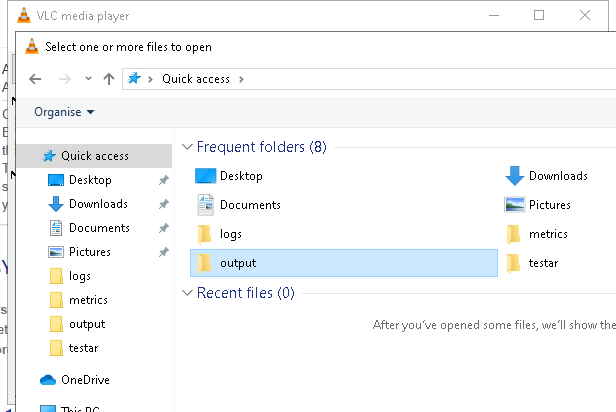 VLC media player
Select one or more files to open
Quick access
Organise
Quick access
Desktop
Downloads
Documents
Pictures
logs
metrics
output
testar
OneDrive
This PC
Frequent folders (8)
Desktop
Downloads
Documents
Pictures
logs
metrics
output
testar
Recent files (0)
After you've opened some files, we'll show the